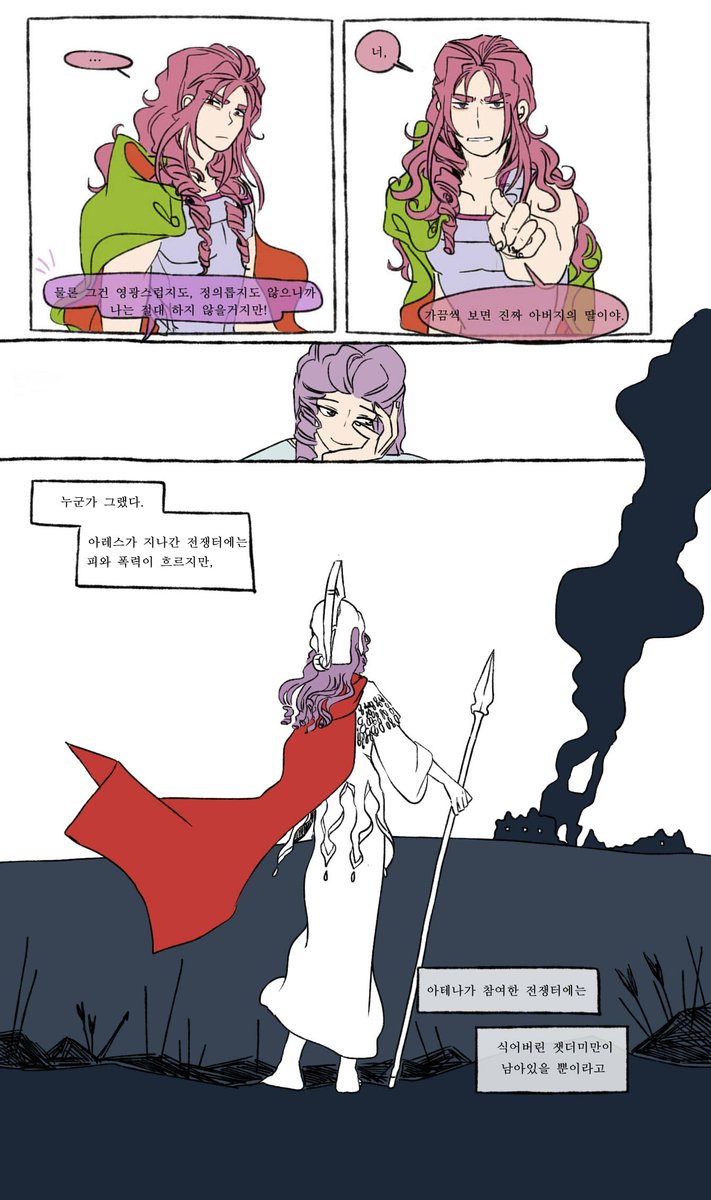 ...
물론 그건 영광스럽지도, 정의롭지도 않으니까
나는 절대 하지 않을거지만!
너,
가끔씩 보면 진짜 아버지의 딸이야.
누군가 그랬다.
아레스가 지나간 전쟁터에는
피와 폭력이 흐르지만,
아테나가 참여한 전쟁터에는
식어버린 잿더미만이
남아있을 뿐이라고